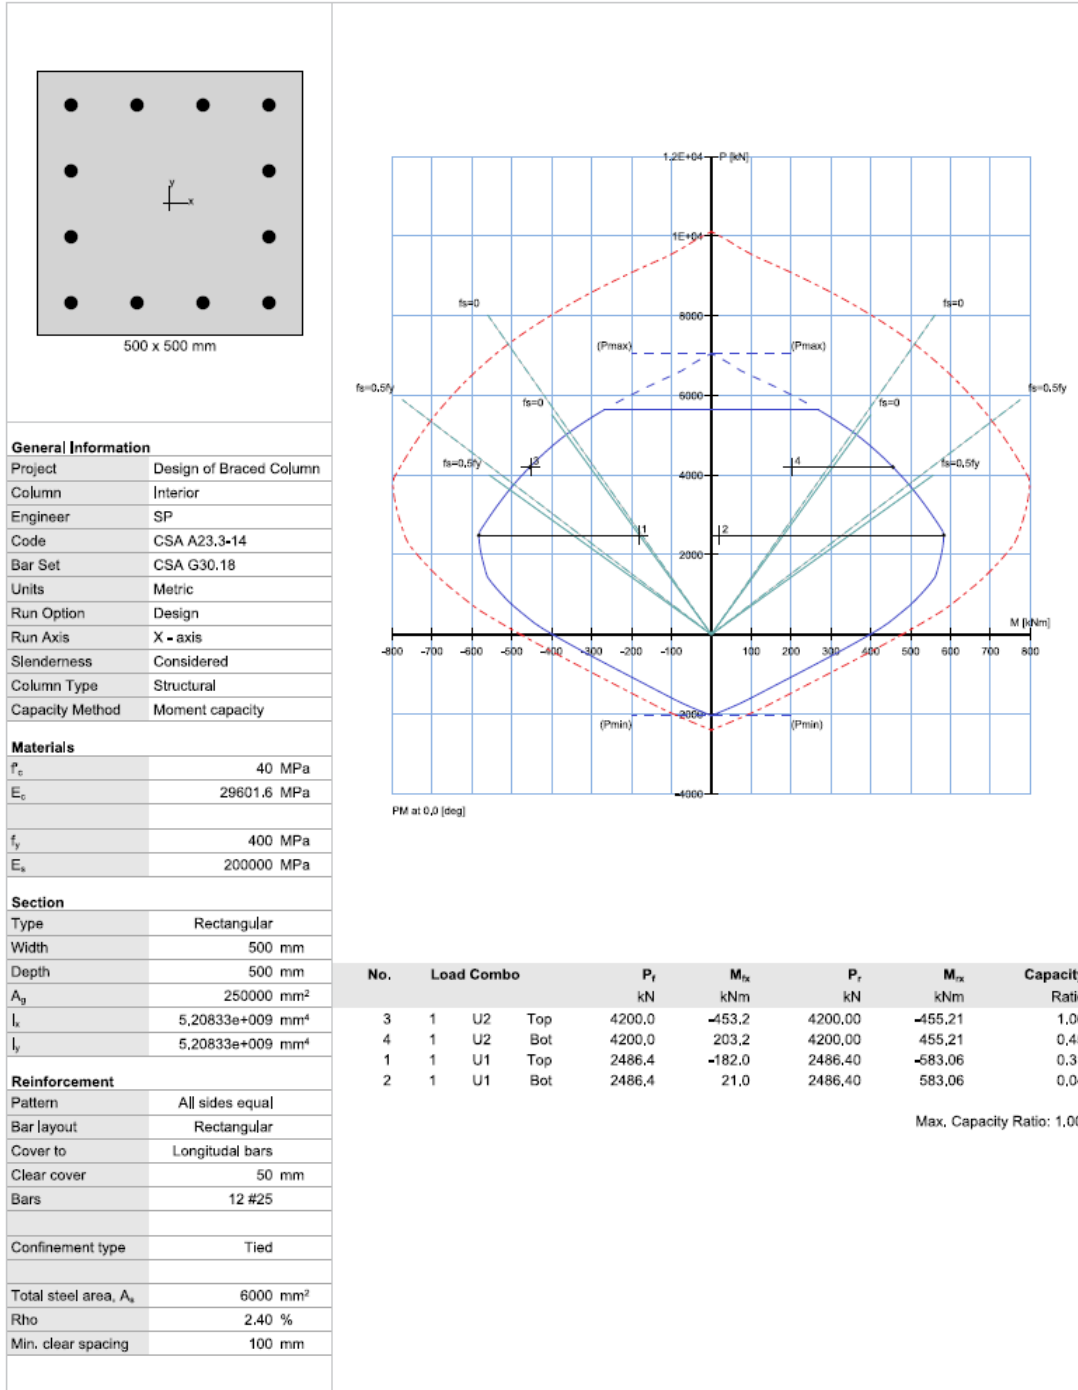 y
x
500 x 500 mm
General Information
Project Design of Braced Column
Column Interior
Engineer SP
Code CSA A23.3-14
Bar Set CSA G30.18
Units Metric
Run Option Design
Run Axis X - axis
Slenderness Considered
Column Type Structural
Capacity Method Moment capacity
Materials
f'c 40 MPa
Ec 29601.6 MPa
fy 400 MPa
Es 200000 MPa
Section
Type Rectangular
Width 500 mm
Depth 500 mm
Ag 250000 mm²
Ix 5.20833e+009 mm⁴
Iy 5.20833e+009 mm⁴
Reinforcement
Pattern All sides equal
Bar layout Rectangular
Cover to Longitudal bars
Clear cover 50 mm
Bars 12 #25
Confinement type Tied
Total steel area, As 6000 mm²
Rho 2.40 %
Min. clear spacing 100 mm
1.2E+04 P [kN]
1E+04
fs=0 8000 fs=0
(Pmax) (Pmax)
fs=0.5fy 6000 fs=0.5fy
fs=0 fs=0
fs=0.5fy 3 4 fs=0.5fy
4000
1 2
2000
M [kNm]
-800 -700 -600 -500 -400 -300 -200 -100 100 200 300 400 500 600 700 800
-2000
(Pmin) (Pmin)
-4000
PM at 0.0 [deg]
No. Load Combo Pf Mfx Pr Mrx Capacity
kN kNm kN kNm
3 1 U2 Top 4200.0 -453.2 4200.00 -455.21
4 1 U2 Bot 4200.0 203.2 4200.00 455.21
1 1 U1 Top 2486.4 -182.0 2486.40 -583.06
2 1 U1 Bot 2486.4 21.0 2486.40 583.06
Max. Capacity Ratio: 1.00